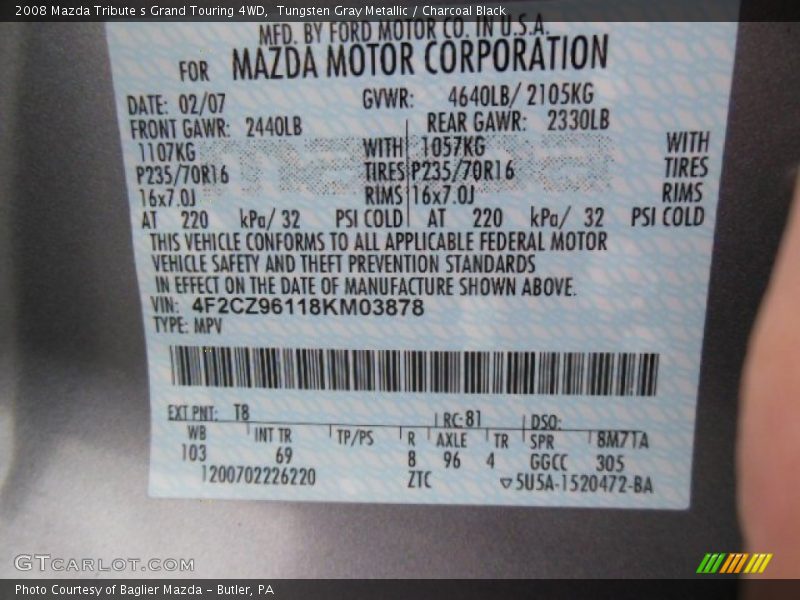 2008 Mazda Tribute s Grand Touring 4WD, Tungsten Gray Metallic / Charcoal Black
MFD. BY FORD MOTOR CO. IN U.S.A.
FOR MAZDA MOTOR CORPORATION
DATE: 02/07 GVWR: 4640LB/ 2105KG
FRONT GAWR: 2440LB REAR GAWR: 2330LB
1107KG WITH 1057KG WITH
P235/70R16 TIRES P235/70R16 TIRES
16x7.0J RIMS 16x7.0J RIMS
AT 220 kPa/ 32 PSI COLD AT 220 kPa/ 32 PSI COLD
THIS VEHICLE CONFORMS TO ALL APPLICABLE FEDERAL MOTOR
VEHICLE SAFETY AND THEFT PREVENTION STANDARDS
IN EFFECT ON THE DATE OF MANUFACTURE SHOWN ABOVE.
VIN: 4F2CZ96118KM03878
TYPE: MPV
EXT PNT: T8 RC:81 DSO:
WB INT TR TP/PS R AXLE TR SPR 8M71A
103 69 8 96 4 GGCC 305
1200702226220 ZTC ▽5U5A-1520472-BA
GTCARLOT.COM
Photo Courtesy of Baglier Mazda - Butler, PA